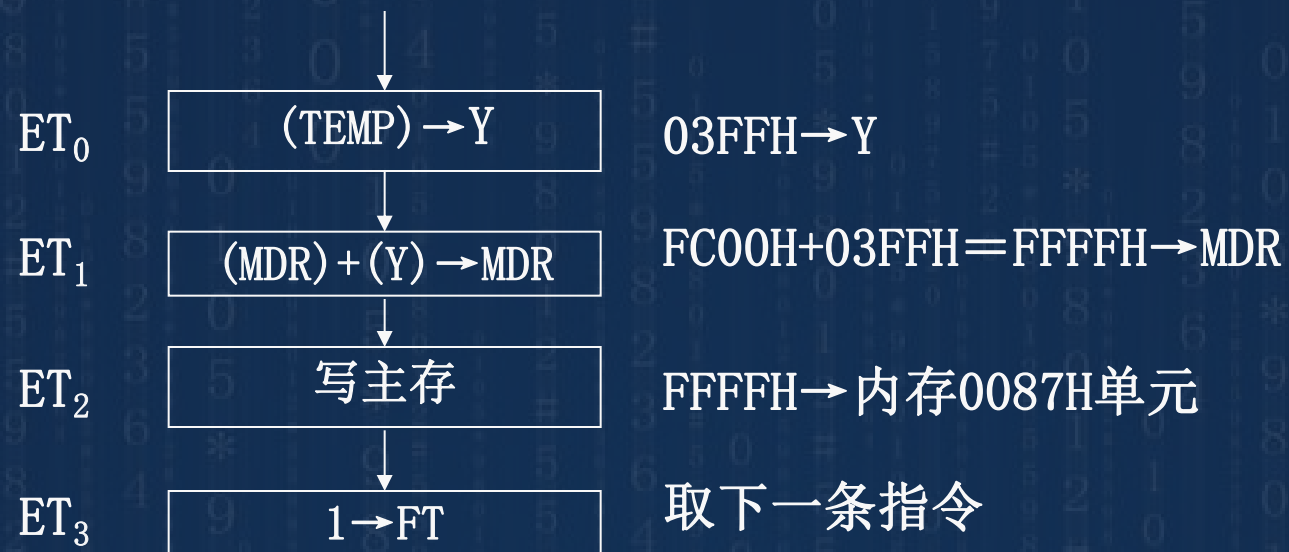 ET₀ (TEMP)→Y 03FFH→Y
ET₁ (MDR)+(Y)→MDR FC00H+03FFH=FFFFH→MDR
ET₂ 写主存 FFFFH→内存0087H单元
ET₃ 1→FT 取下一条指令